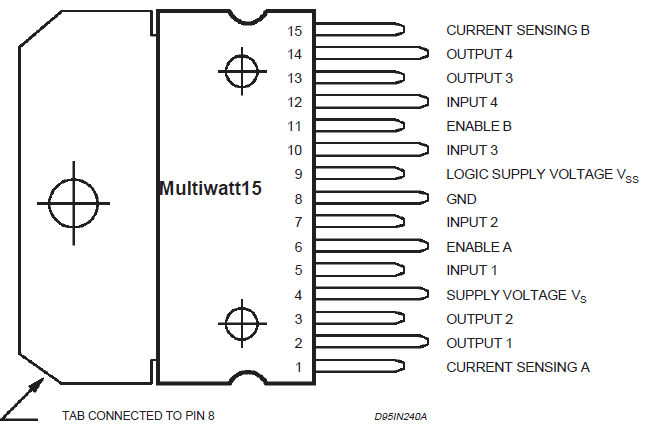 15 CURRENT SENSING B
14 OUTPUT 4
13 OUTPUT 3
12 INPUT 4
11 ENABLE B
10 INPUT 3
9 LOGIC SUPPLY VOLTAGE VSS
Multiwatt15
8 GND
7 INPUT 2
6 ENABLE A
5 INPUT 1
4 SUPPLY VOLTAGE VS
3 OUTPUT 2
2 OUTPUT 1
1 CURRENT SENSING A
TAB CONNECTED TO PIN 8 D95IN240A